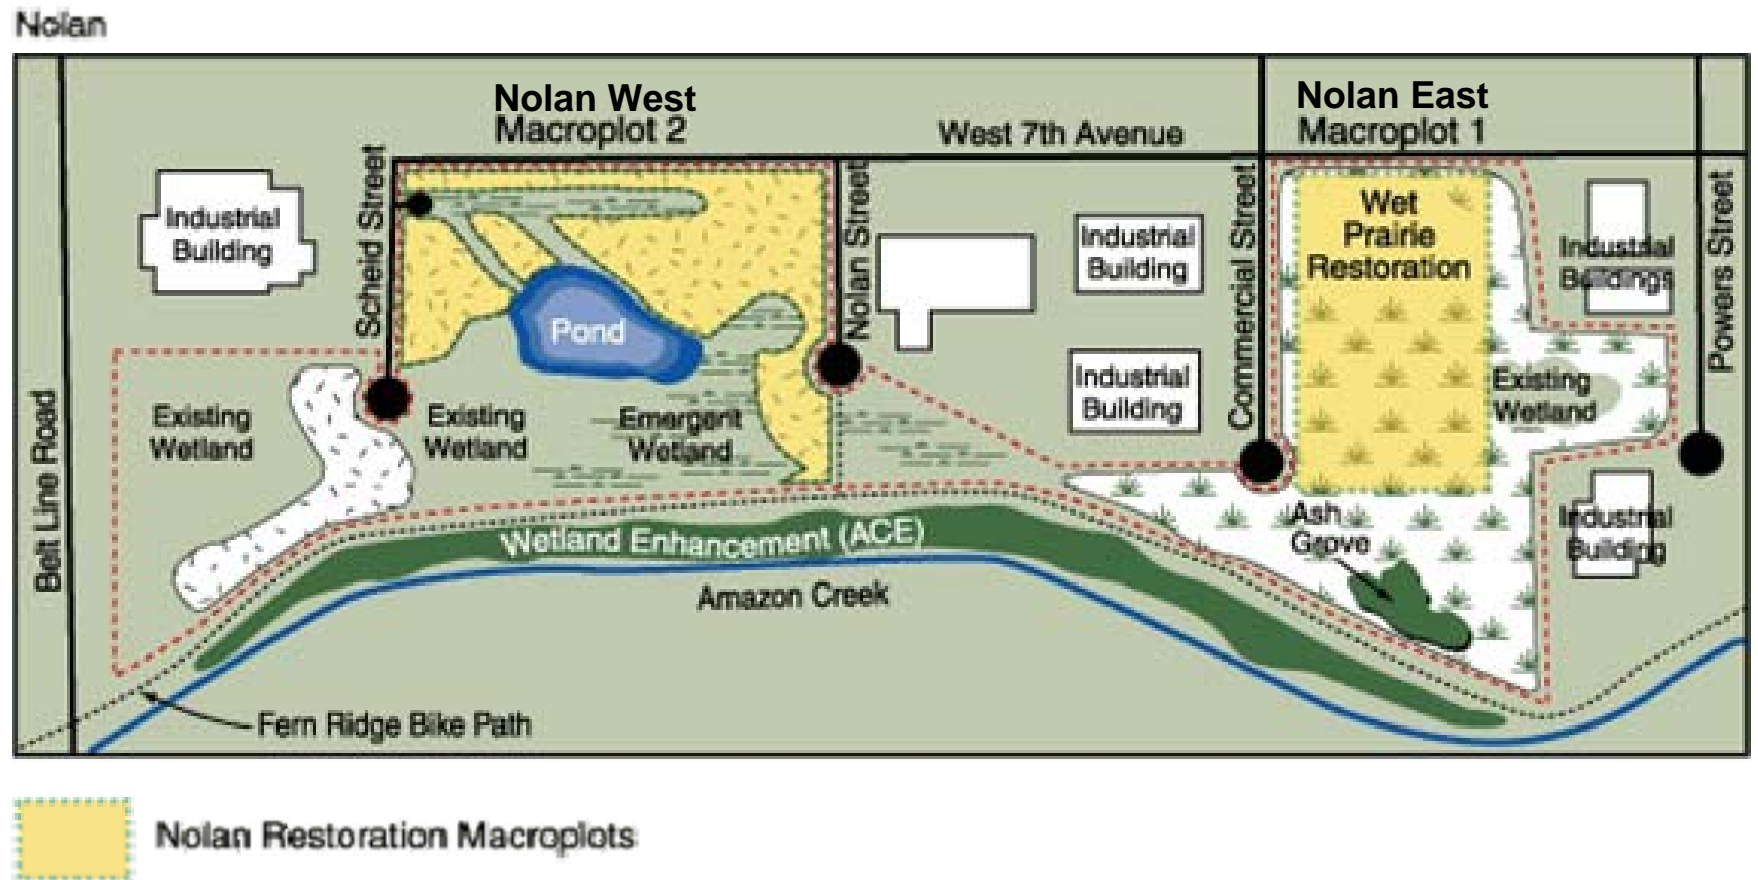 Nolan
Nolan West
Macroplot 2
West 7th Avenue
Nolan East
Macroplot 1
Industrial
Building
Scheid Street
Nolan Street
Industrial
Building
Commercial Street
Wet
Prairie
Restoration
Industrial
Buildings
Powers Street
Pond
Existing
Wetland
Existing
Wetland
Emergent
Wetland
Industrial
Building
Existing
Wetland
Belt Line Road
Wetland Enhancement (ACE)
Ash
Grove
Industrial
Building
Amazon Creek
Fern Ridge Bike Path
Nolan Restoration Macroplots